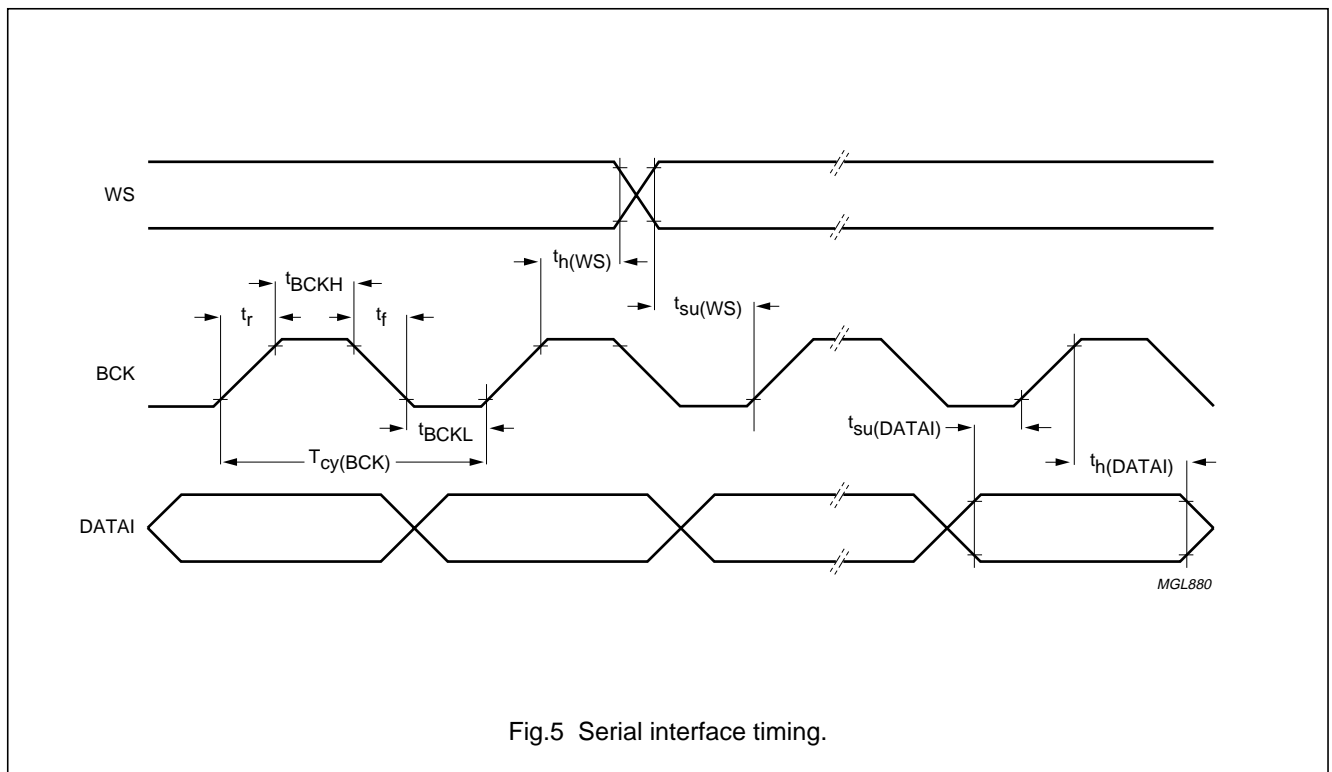 WS
th(WS)
tBCKH
tsu(WS)
tr
tf
BCK
tsu(DATAI)
tBCKL
Tcy(BCK)
th(DATAI)
DATAI
MGL880
Fig.5 Serial interface timing.